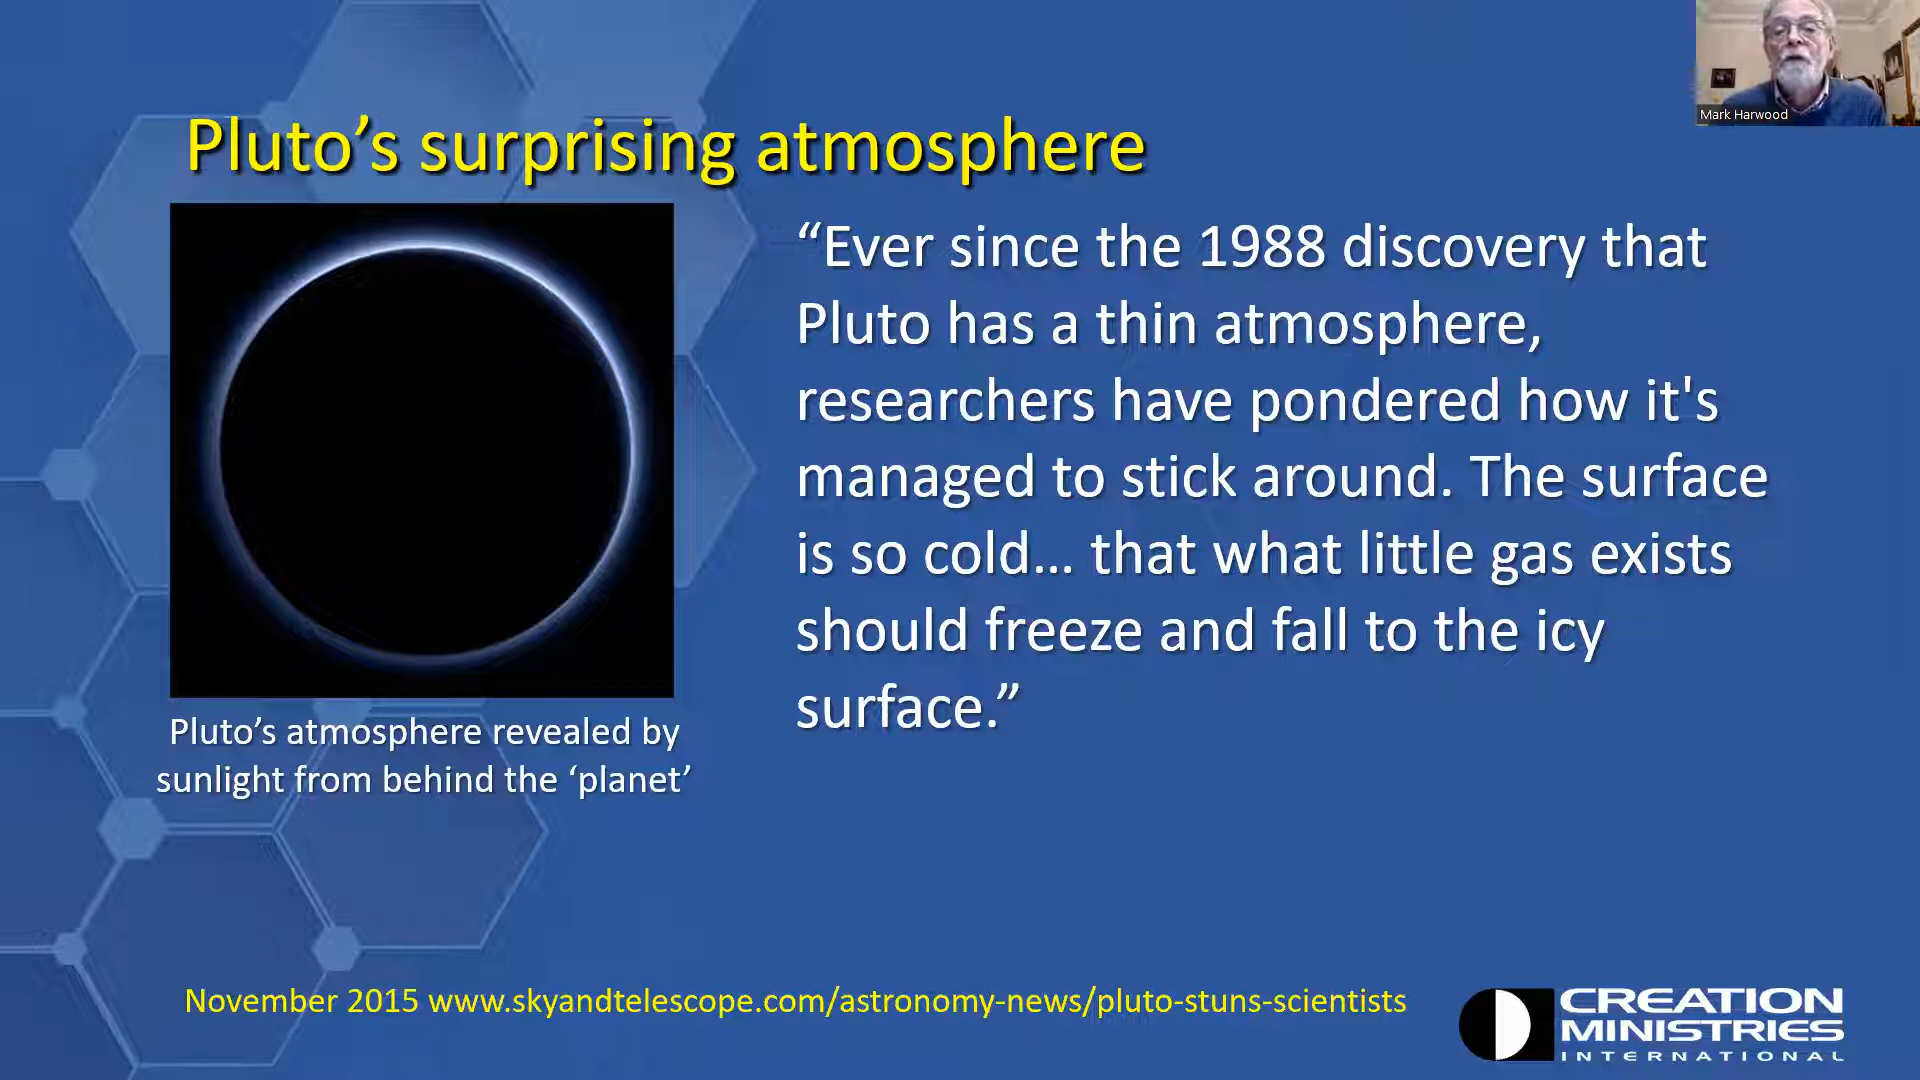 Mark Harwood
Pluto’s surprising atmosphere
“Ever since the 1988 discovery that
Pluto has a thin atmosphere,
researchers have pondered how it's
managed to stick around. The surface
is so cold… that what little gas exists
should freeze and fall to the icy
surface.”
Pluto’s atmosphere revealed by
sunlight from behind the ‘planet’
November 2015 www.skyandtelescope.com/astronomy-news/pluto-stuns-scientists
CREATION
MINISTRIES
INTERNATIONAL